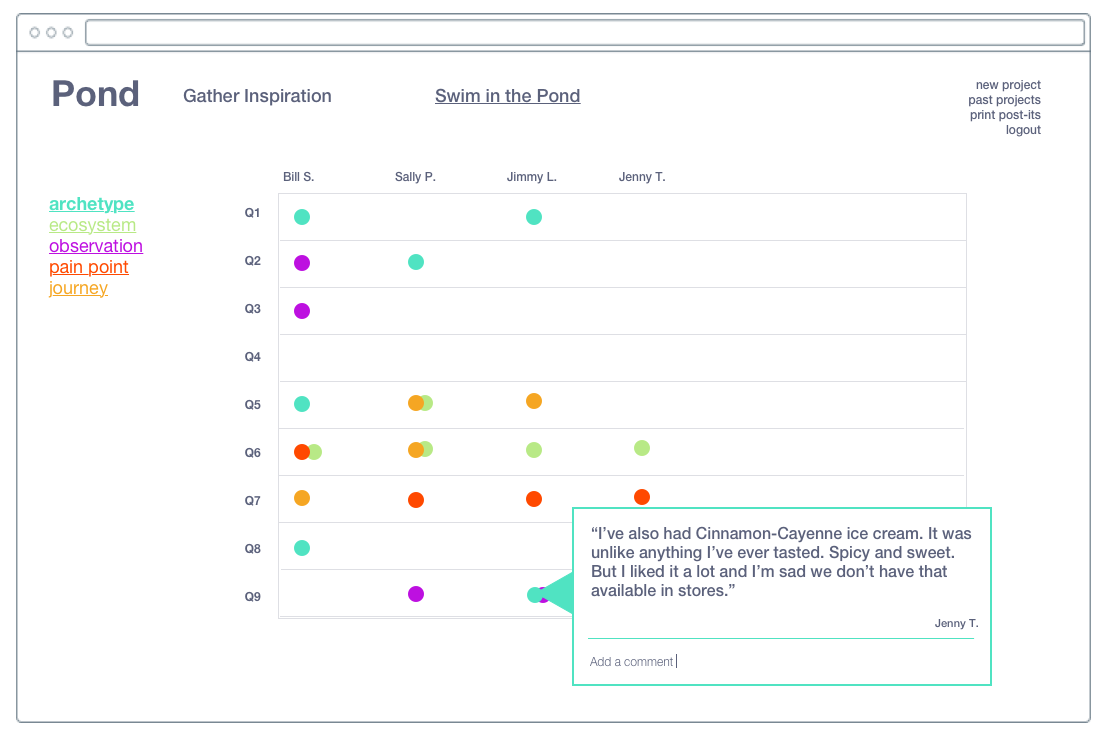 Pond
Gather Inspiration
Swim in the Pond
new project
past projects
print post-its
logout
Bill S.
Sally P.
Jimmy L.
Jenny T.
archetype
ecosystem
observation
pain point
journey
Q1
Q2
Q3
Q4
Q5
Q6
Q7
Q8
Q9
“I’ve also had Cinnamon-Cayenne ice cream. It was
unlike anything I’ve ever tasted. Spicy and sweet.
But I liked it a lot and I’m sad we don’t have that
available in stores.”
Jenny T.
Add a comment